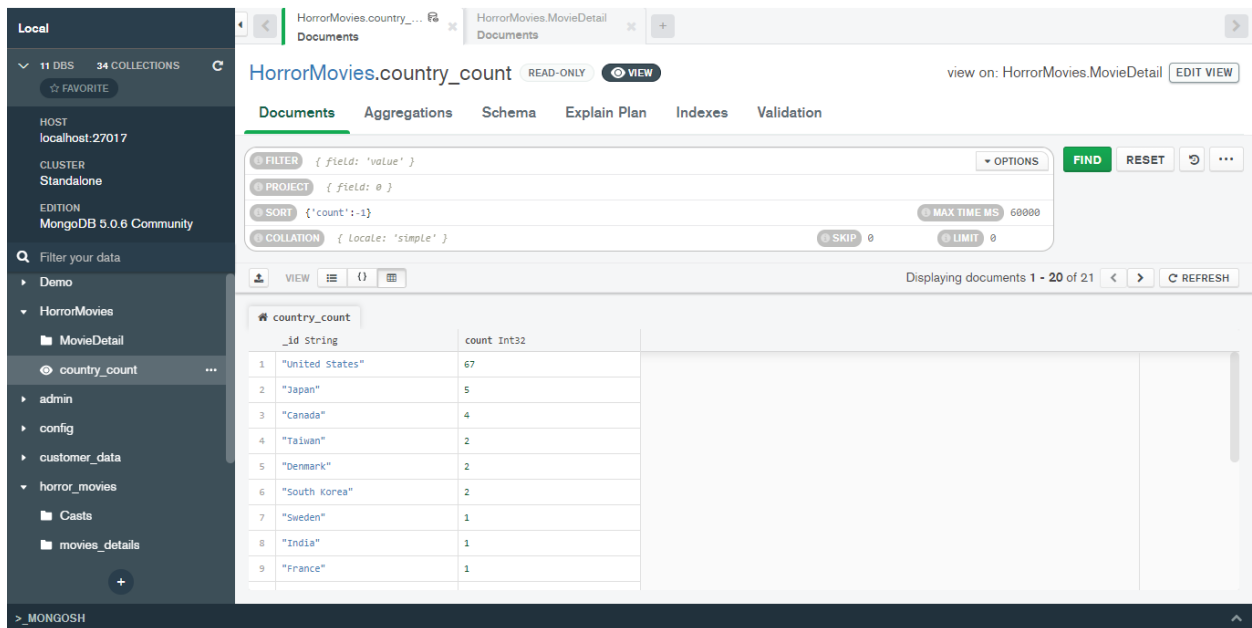 Local
11 DBS 34 COLLECTIONS
FAVORITE
HOST
localhost:27017
CLUSTER
Standalone
EDITION
MongoDB 5.0.6 Community
Filter your data
Demo
HorrorMovies
MovieDetail
country_count
admin
config
customer_data
horror_movies
Casts
movies_details
HorrorMovies.country_...
Documents
HorrorMovies.MovieDetail
Documents
HorrorMovies.country_count READ-ONLY VIEW
view on: HorrorMovies.MovieDetail EDIT VIEW
Documents Aggregations Schema Explain Plan Indexes Validation
FILTER { field: 'value' } OPTIONS FIND RESET
PROJECT { field: 0 }
SORT {'count':-1} MAX TIME MS 60000
COLLATION { locale: 'simple' } SKIP 0 LIMIT 0
VIEW {} Displaying documents 1 - 20 of 21 REFRESH
country_count
_id String count Int32
1 "United States" 67
2 "Japan" 5
3 "Canada" 4
4 "Taiwan" 2
5 "Denmark" 2
6 "South Korea" 2
7 "Sweden" 1
8 "India" 1
9 "France" 1
>_MONGOSH